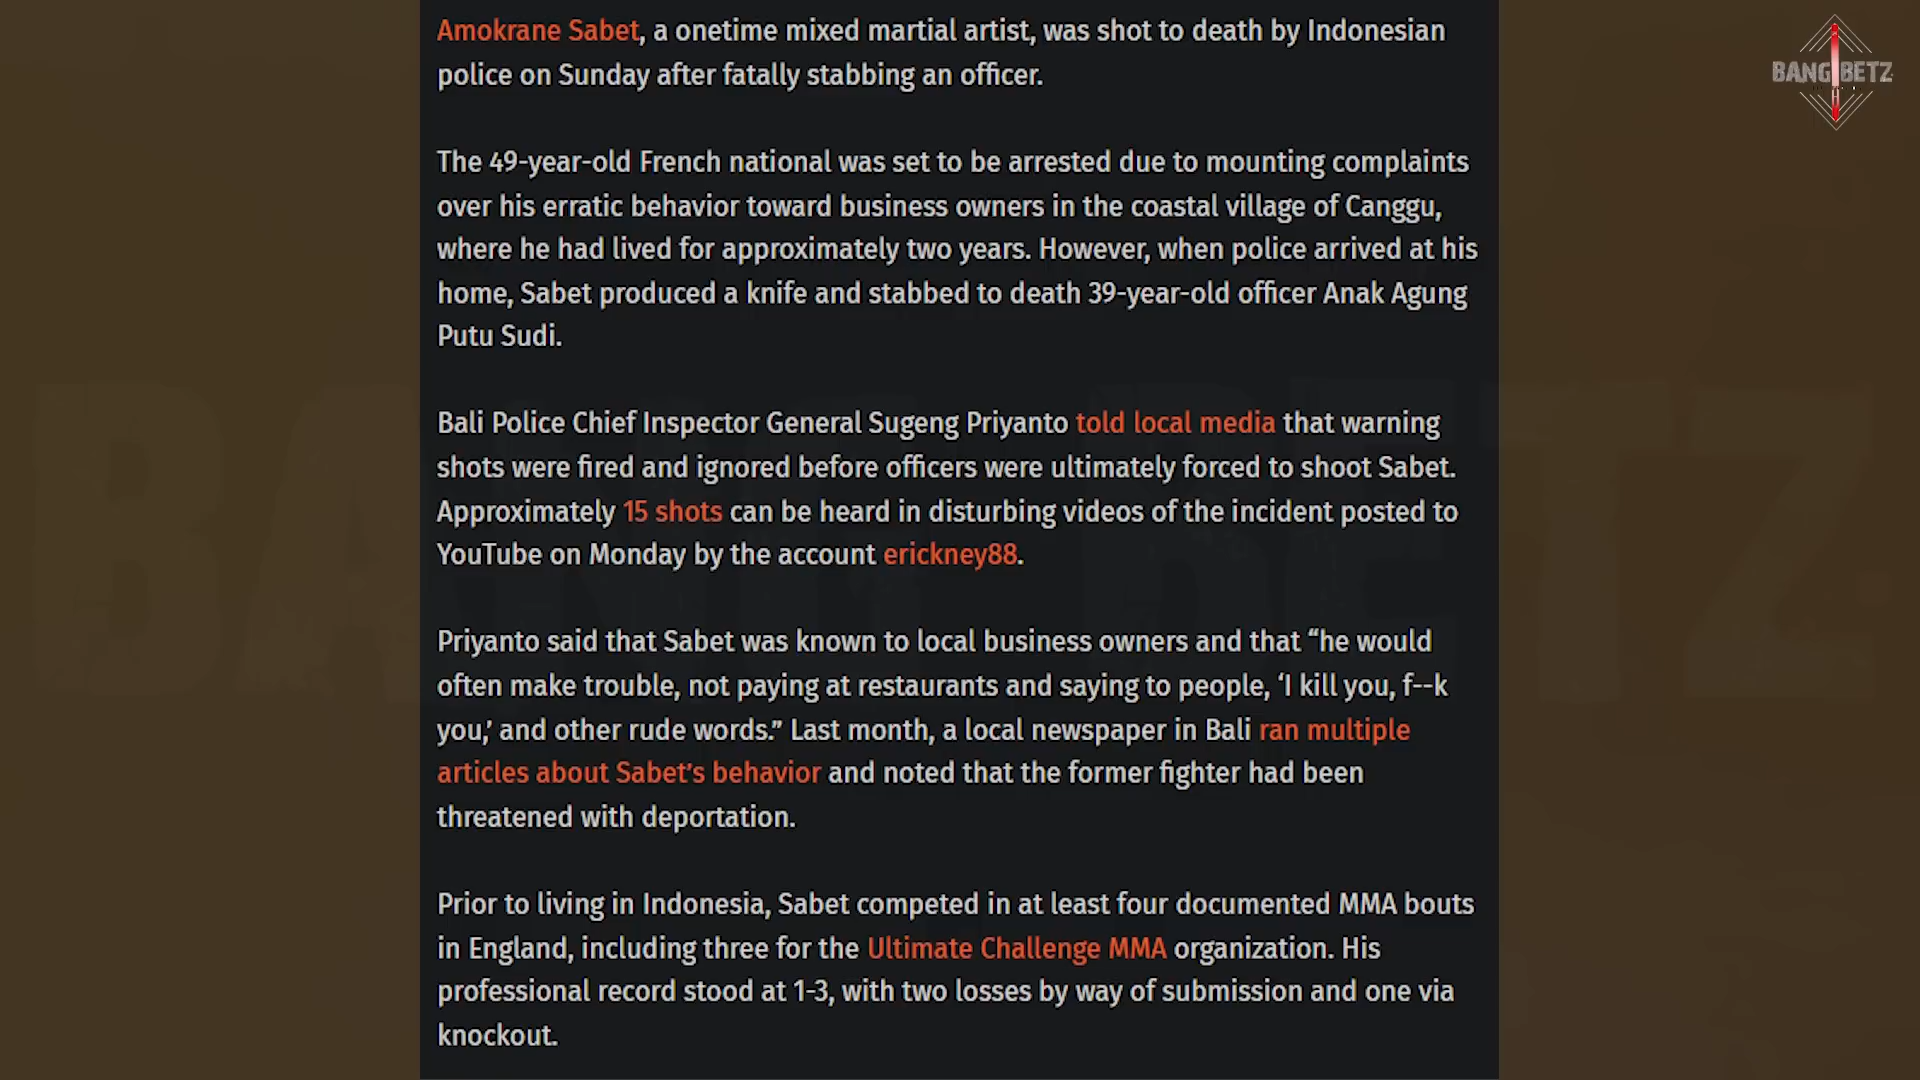 Amokrane Sabet, a onetime mixed martial artist, was shot to death by Indonesian
police on Sunday after fatally stabbing an officer.
The 49-year-old French national was set to be arrested due to mounting complaints
over his erratic behavior toward business owners in the coastal village of Canggu,
where he had lived for approximately two years. However, when police arrived at his
home, Sabet produced a knife and stabbed to death 39-year-old officer Anak Agung
Putu Sudi.
Bali Police Chief Inspector General Sugeng Priyanto told local media that warning
shots were fired and ignored before officers were ultimately forced to shoot Sabet.
Approximately 15 shots can be heard in disturbing videos of the incident posted to
YouTube on Monday by the account erickney88.
Priyanto said that Sabet was known to local business owners and that “he would
often make trouble, not paying at restaurants and saying to people, ‘I kill you, f--k
you,’ and other rude words.” Last month, a local newspaper in Bali ran multiple
articles about Sabet’s behavior and noted that the former fighter had been
threatened with deportation.
Prior to living in Indonesia, Sabet competed in at least four documented MMA bouts
in England, including three for the Ultimate Challenge MMA organization. His
professional record stood at 1-3, with two losses by way of submission and one via
knockout.
BANG BETZ
BANG BETZ